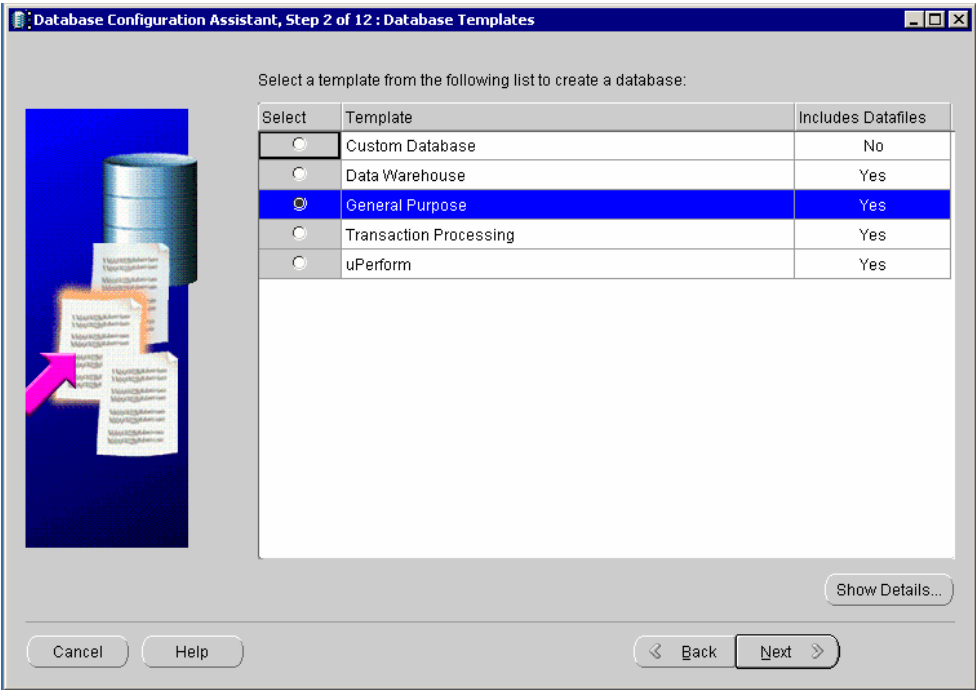 Database Configuration Assistant, Step 2 of 12 : Database Templates
Select a template from the following list to create a database:
Select Template Includes Datafiles
Custom Database No
Data Warehouse Yes
General Purpose Yes
Transaction Processing Yes
uPerform Yes
Show Details...
Cancel Help Back Next